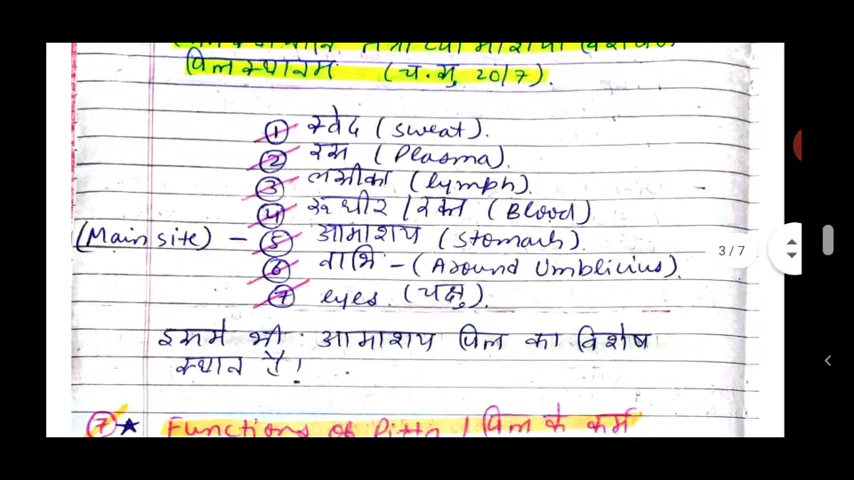 पित्तस्थानम् (च.सु. 20/7).
① स्वेद (Sweat).
② रस (Plasma).
③ लसीका (lymph).
④ रूधीर / रक्त (Blood)
(Main site) - ⑤ आमाशय (Stomach).
⑥ नाभि - (Around Umblicius).
⑦ eyes (चक्षु).
3 / 7
इसमे भी आमाशय पित्त का विशेष
स्थान है।
⑦ ★ Functions of Pitta / पित्त के कर्म